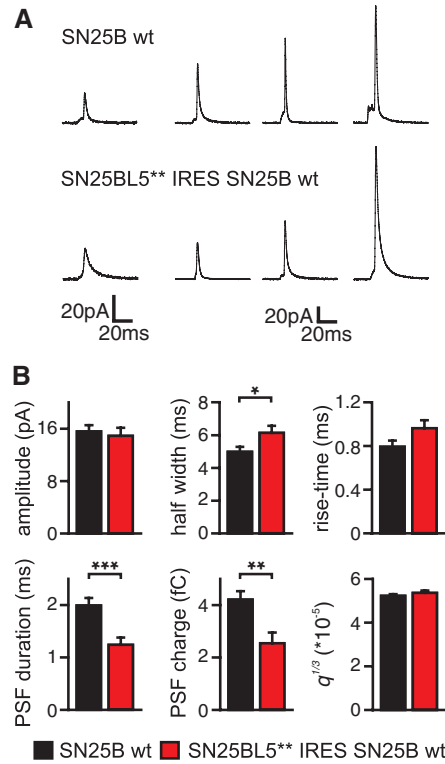 A
SN25B wt
SN25BL5** IRES SN25B wt
20pA
20ms
20pA
20ms
B
amplitude (pA)
16
8
0
half width (ms)
8
6
4
2
0
*
rise-time (ms)
1.2
0.8
0.4
0
PSF duration (ms)
2
1
0
***
PSF charge (fC)
4
2
0
**
q1/3 (*10-5)
6
4
2
0
SN25B wt
SN25BL5** IRES SN25B wt